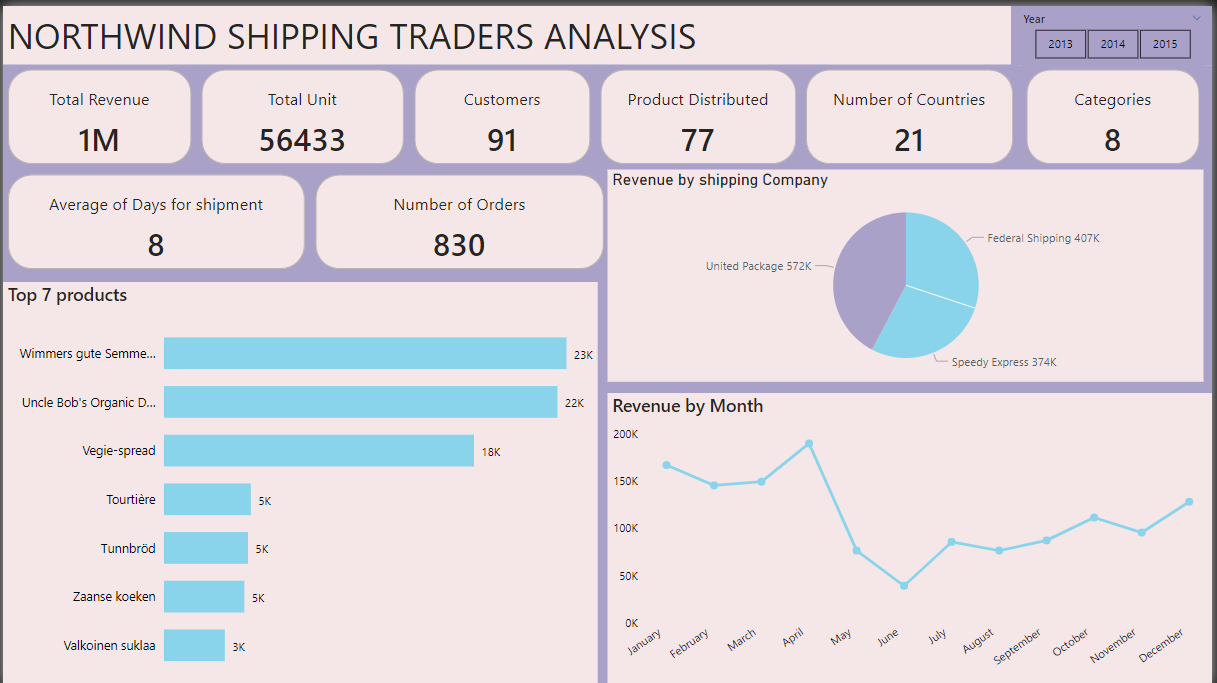 NORTHWIND SHIPPING TRADERS ANALYSIS
Year
2013 2014 2015
Total Revenue
1M
Total Unit
56433
Customers
91
Product Distributed
77
Number of Countries
21
Categories
8
Average of Days for shipment
8
Number of Orders
830
Revenue by shipping Company
Federal Shipping 407K
United Package 572K
Speedy Express 374K
Top 7 products
Wimmers gute Semme... 23K
Uncle Bob's Organic D... 22K
Vegie-spread 18K
Tourtière 5K
Tunnbröd 5K
Zaanse koeken 5K
Valkoinen suklaa 3K
Revenue by Month
200K
150K
100K
50K
0K
January February March April May June July August September October November December